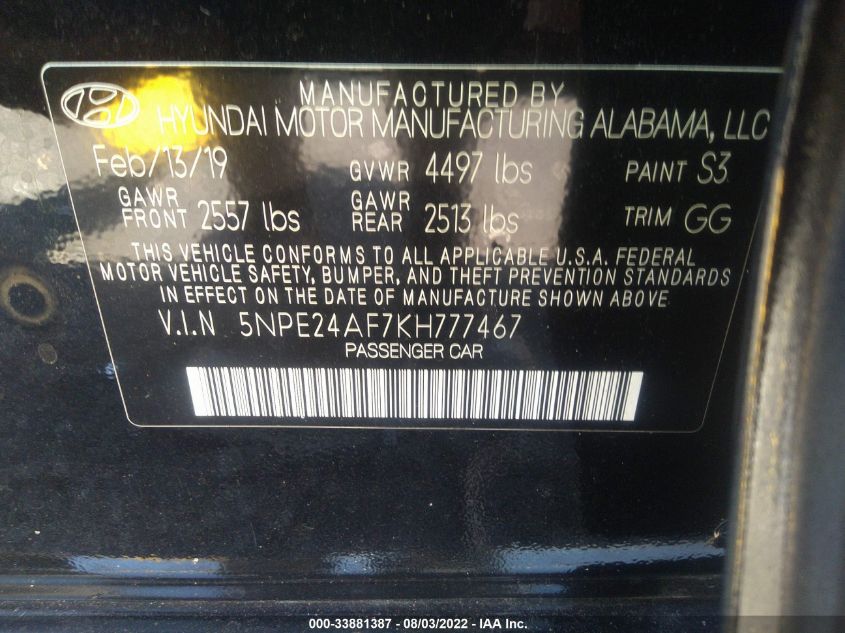 MANUFACTURED BY
HYUNDAI MOTOR MANUFACTURING ALABAMA, LLC
Feb/13/19 GVWR 4497 lbs PAINT S3
GAWR FRONT 2557 lbs GAWR REAR 2513 lbs TRIM GG
THIS VEHICLE CONFORMS TO ALL APPLICABLE U.S.A. FEDERAL
MOTOR VEHICLE SAFETY, BUMPER, AND THEFT PREVENTION STANDARDS
IN EFFECT ON THE DATE OF MANUFACTURE SHOWN ABOVE
V.I.N 5NPE24AF7KH777467
PASSENGER CAR
000-33881387 - 08/03/2022 - IAA Inc.